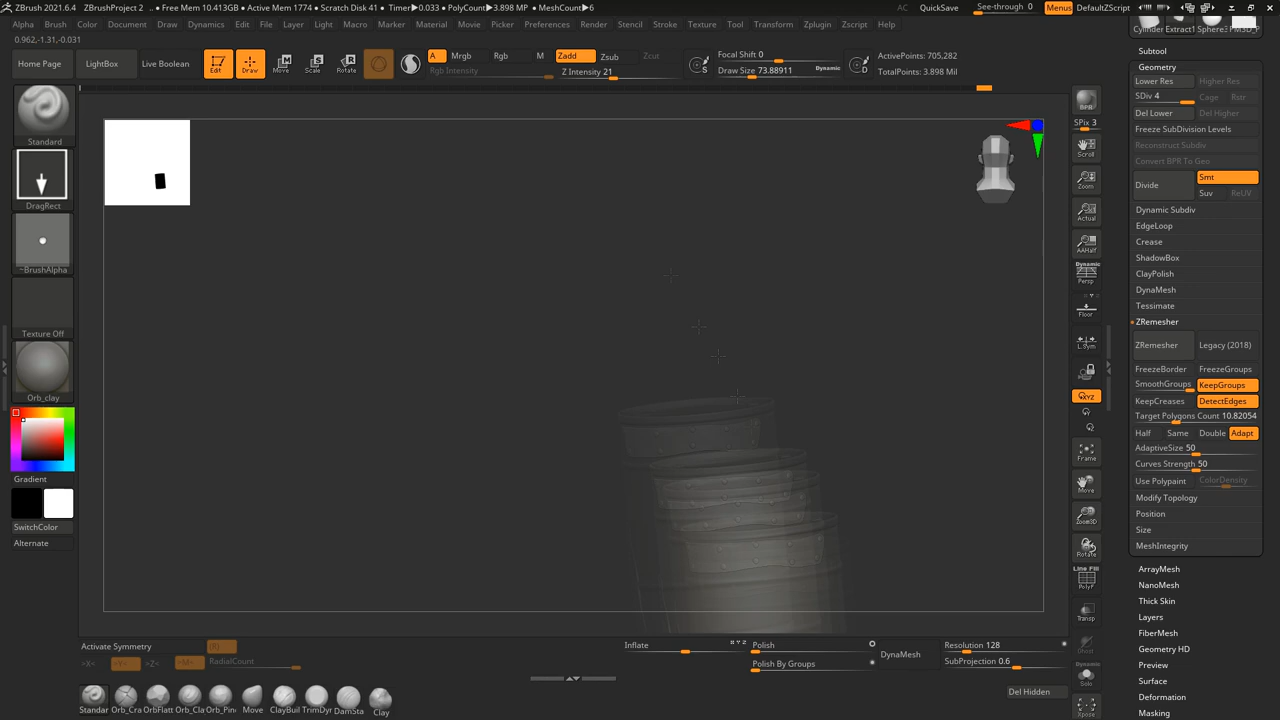 ZBrush 2021.6.4 ZBrushProject 2 .. • Free Mem 10.413GB • Active Mem 1774 • Scratch Disk 41 • Timer▶0.033 • PolyCount▶3.898 MP • MeshCount▶6 AC QuickSave See-through 0 Menus DefaultZScript
Alpha Brush Color Document Draw Dynamics Edit File Layer Light Macro Marker Material Movie Picker Preferences Render Stencil Stroke Texture Tool Transform Zplugin Zscript Help
0.962,-1.31,-0.031
Home Page LightBox Live Boolean Edit Draw Move Scale Rotate
A Mrgb Rgb M Zadd Zsub Zcut
Rgb Intensity Z Intensity 21
Focal Shift 0
Draw Size 73.88911 Dynamic
S D
ActivePoints: 705.282
TotalPoints: 3.898 Mil
Standard
DragRect
~BrushAlpha
Texture Off
Orb_clay
Gradient
SwitchColor
Alternate
BPR
SPix 3
Scroll
Zoom
Actual
AAHalf
Dynamic
Persp
Floor
L.Sym
XYZ
Frame
Move
Zoom3D
Rotate
Line Fill
PolyF
Transp
Ghost
Dynamic
Solo
Xpose
Cylinder Extract1 Sphere3
Subtool
Geometry
Lower Res Higher Res
SDiv 4 Cage Rstr
Del Lower Del Higher
Freeze SubDivision Levels
Reconstruct Subdiv
Convert BPR To Geo
Divide Smt
Suv ReUV
Dynamic Subdiv
EdgeLoop
Crease
ShadowBox
ClayPolish
DynaMesh
Tessimate
ZRemesher
ZRemesher Legacy (2018)
FreezeBorder FreezeGroups
SmoothGroups KeepGroups
KeepCreases DetectEdges
Target Polygons Count 10.82054
Half Same Double Adapt
AdaptiveSize 50
Curves Strength 50
Use Polypaint ColorDensity
Modify Topology
Position
Size
MeshIntegrity
ArrayMesh
NanoMesh
Thick Skin
Layers
FiberMesh
Geometry HD
Preview
Surface
Deformation
Masking
Activate Symmetry (R)
>X< >Y< >Z< >M< RadialCount
Inflate Polish
Polish By Groups
DynaMesh
Resolution 128
SubProjection 0.6
Del Hidden
Standar Orb_Cra OrbFlatt Orb_Cla Orb_Pin Move ClayBuil TrimDyr DamSta Clay